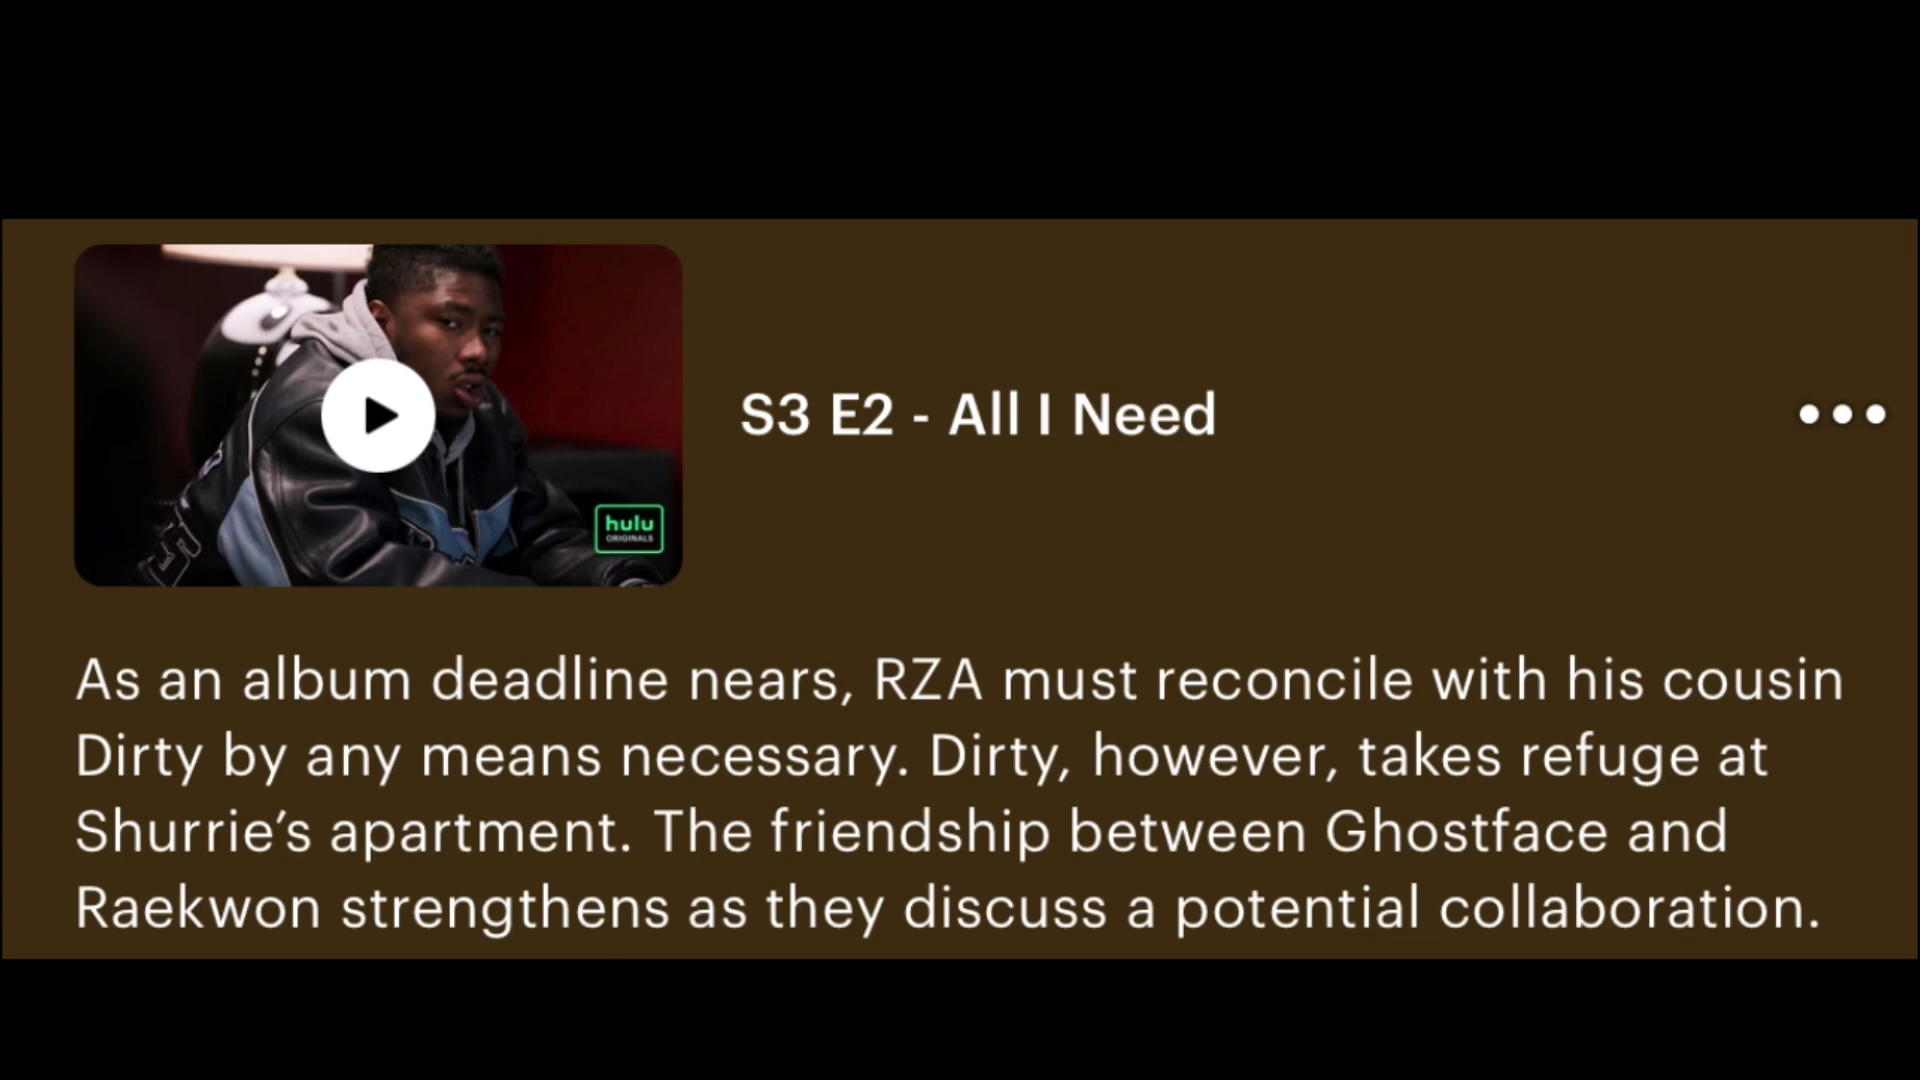 S3 E2 - All I Need
hulu
ORIGINALS
As an album deadline nears, RZA must reconcile with his cousin
Dirty by any means necessary. Dirty, however, takes refuge at
Shurrie’s apartment. The friendship between Ghostface and
Raekwon strengthens as they discuss a potential collaboration.